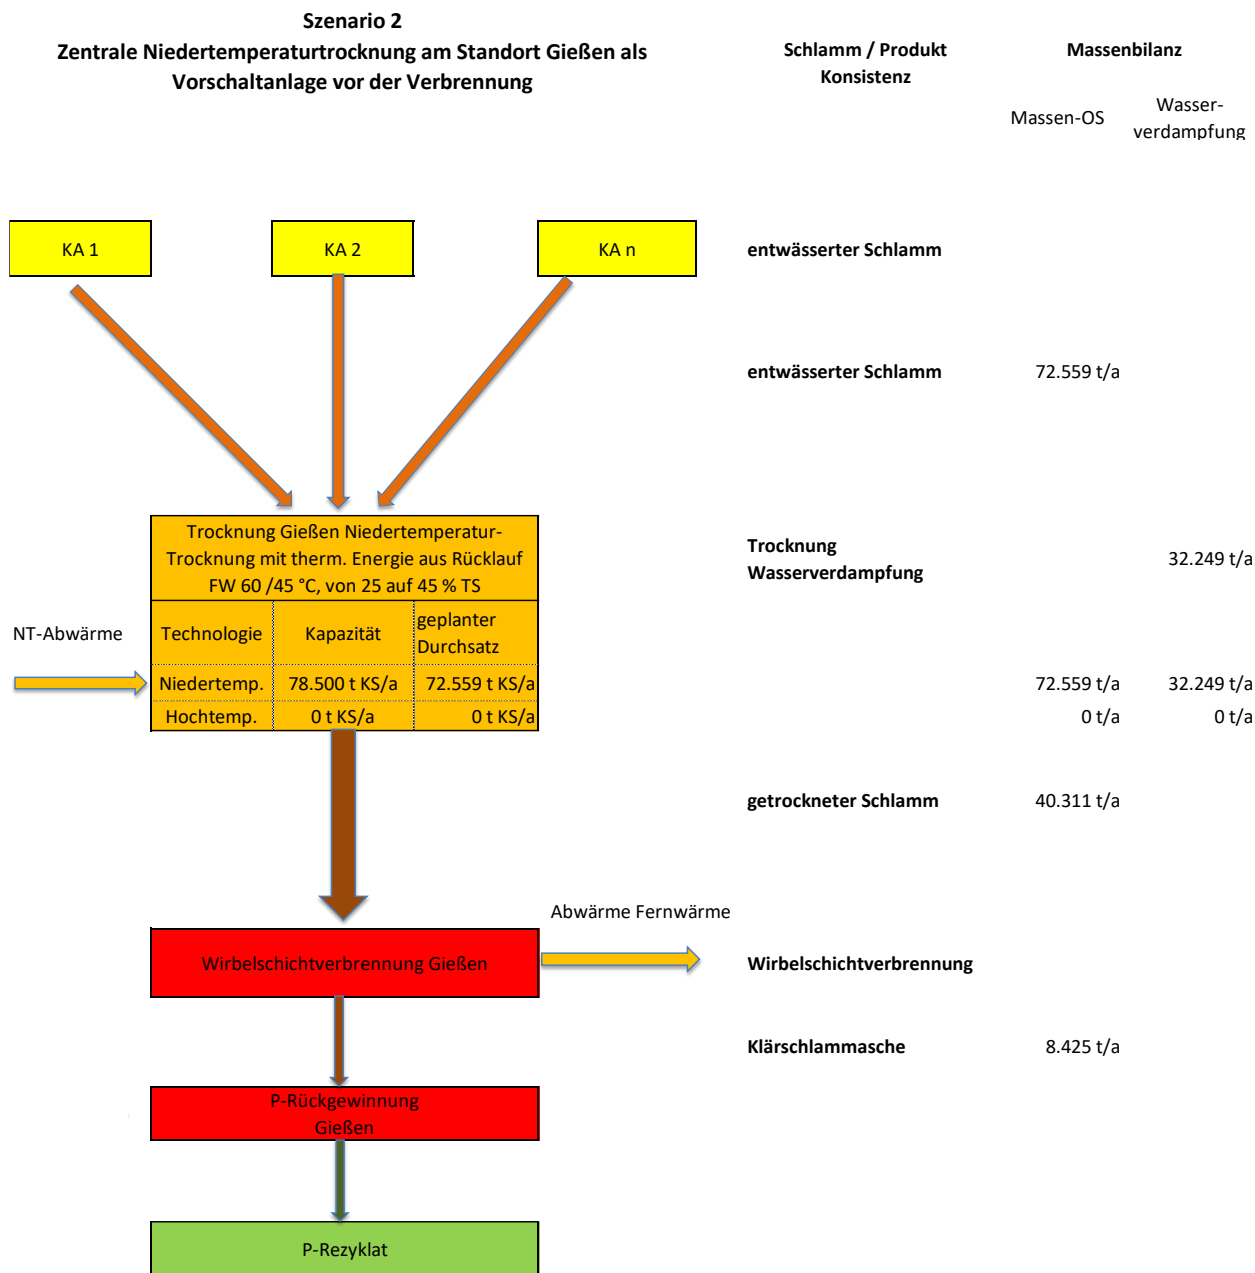 Szenario 2
Zentrale Niedertemperaturtrocknung am Standort Gießen als
Vorschaltanlage vor der Verbrennung
Schlamm / Produkt
Konsistenz
Massenbilanz
Massen-OS
Wasser-
verdampfung
KA 1
KA 2
KA n
entwässerter Schlamm
entwässerter Schlamm
72.559 t/a
Trocknung Gießen Niedertemperatur-
Trocknung mit therm. Energie aus Rücklauf
FW 60 /45 °C, von 25 auf 45 % TS
Trocknung
Wasserverdampfung
32.249 t/a
NT-Abwärme
Technologie
Kapazität
geplanter
Durchsatz
Niedertemp.
78.500 t KS/a
72.559 t KS/a
72.559 t/a
32.249 t/a
Hochtemp.
0 t KS/a
0 t KS/a
0 t/a
0 t/a
getrockneter Schlamm
40.311 t/a
Abwärme Fernwärme
Wirbelschichtverbrennung Gießen
Wirbelschichtverbrennung
Klärschlammasche
8.425 t/a
P-Rückgewinnung
Gießen
P-Rezyklat